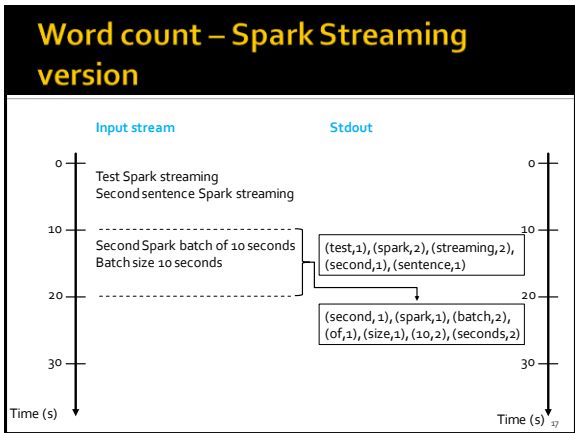 Word count – Spark Streaming
version
Input stream
Stdout
0
0
Test Spark streaming
Second sentence Spark streaming
10
10
Second Spark batch of 10 seconds
Batch size 10 seconds
(test,1), (spark,2), (streaming,2),
(second,1), (sentence,1)
20
20
(second, 1), (spark,1), (batch,2),
(of,1), (size,1), (10,2), (seconds,2)
30
30
Time (s)
Time (s)
17